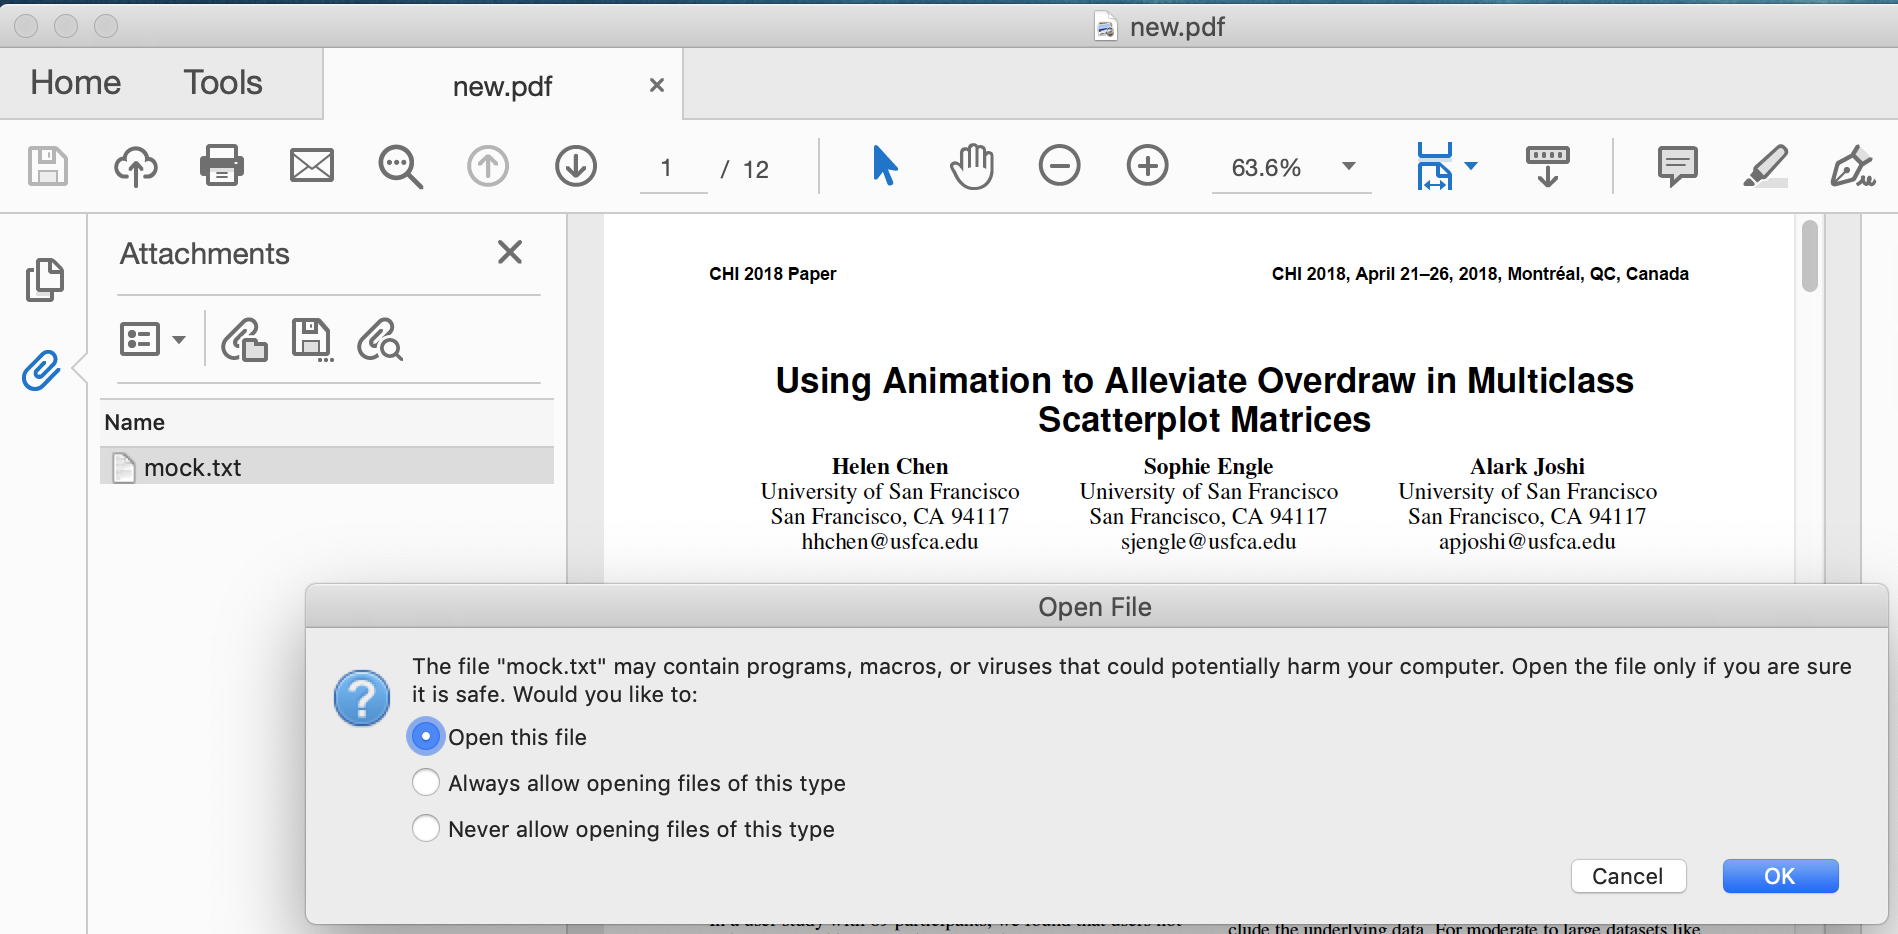 new.pdf
Home Tools new.pdf
1 / 12 63.6%
Attachments
Name
mock.txt
CHI 2018 Paper CHI 2018, April 21–26, 2018, Montréal, QC, Canada
Using Animation to Alleviate Overdraw in Multiclass
Scatterplot Matrices
Helen Chen Sophie Engle Alark Joshi
University of San Francisco University of San Francisco University of San Francisco
San Francisco, CA 94117 San Francisco, CA 94117 San Francisco, CA 94117
hhchen@usfca.edu sjengle@usfca.edu apjoshi@usfca.edu
Open File
The file "mock.txt" may contain programs, macros, or viruses that could potentially harm your computer. Open the file only if you are sure
it is safe. Would you like to:
Open this file
Always allow opening files of this type
Never allow opening files of this type
Cancel OK
clude the underlying data. For moderate to large datasets like